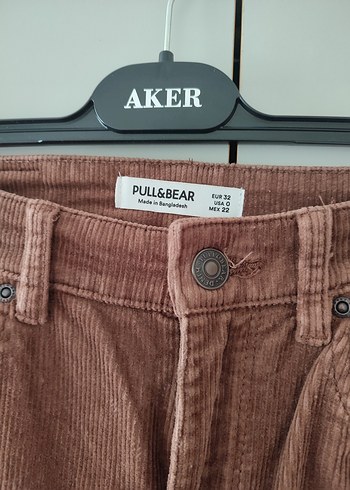 AKER
PULL&BEAR
Made in Bangladesh
EUR 32
USA 0
MEX 22